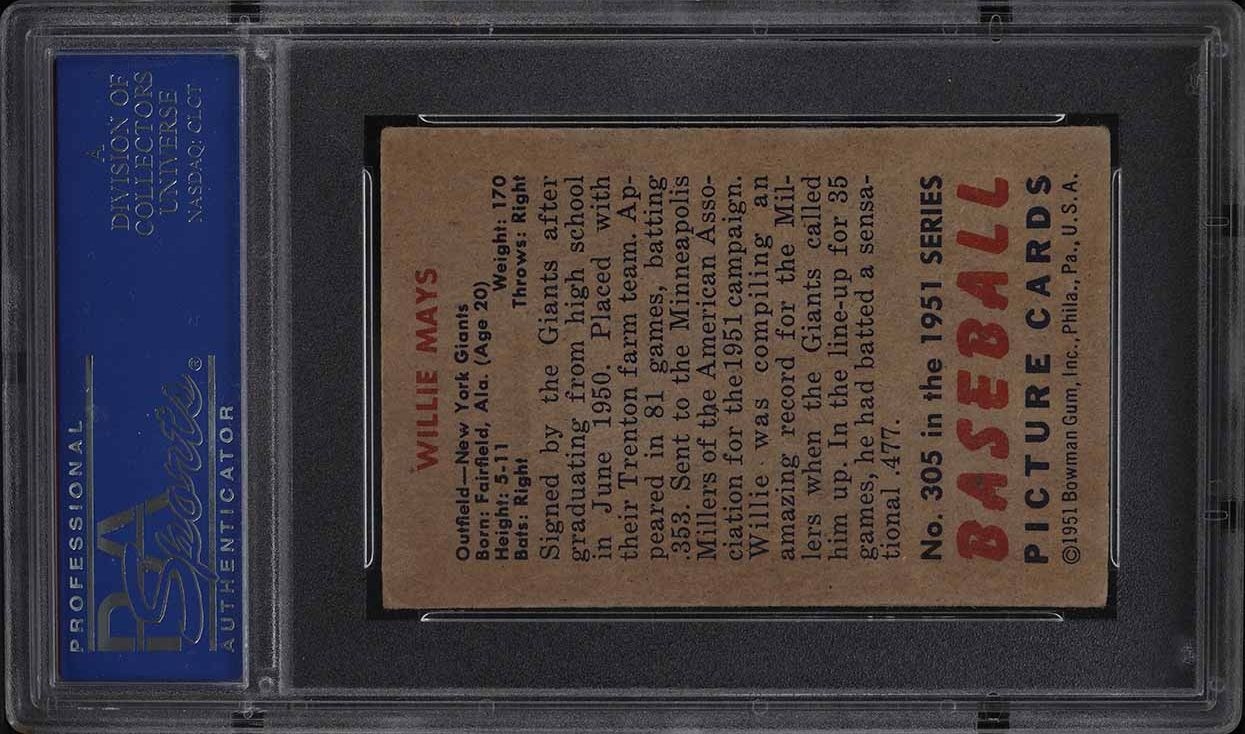 PROFESSIONAL
PSA
Sports®
AUTHENTICATOR
A
DIVISION OF
COLLECTORS
UNIVERSE
NASDAQ: CLCT
WILLIE MAYS
Outfield—New York Giants
Born: Fairfield, Ala. (Age 20)
Height: 5-11 Weight: 170
Bats: Right Throws: Right
Signed by the Giants after
graduating from high school
in June 1950. Placed with
their Trenton farm team. Ap-
peared in 81 games, batting
.353. Sent to the Minneapolis
Millers of the American Asso-
ciation for the 1951 campaign.
Willie was compiling an
amazing record for the Mil-
lers when the Giants called
him up. In the line-up for 35
games, he had batted a sensa-
tional .477.
No. 305 in the 1951 SERIES
BASEBALL
PICTURE CARDS
©1951 Bowman Gum, Inc., Phila., Pa., U.S.A.